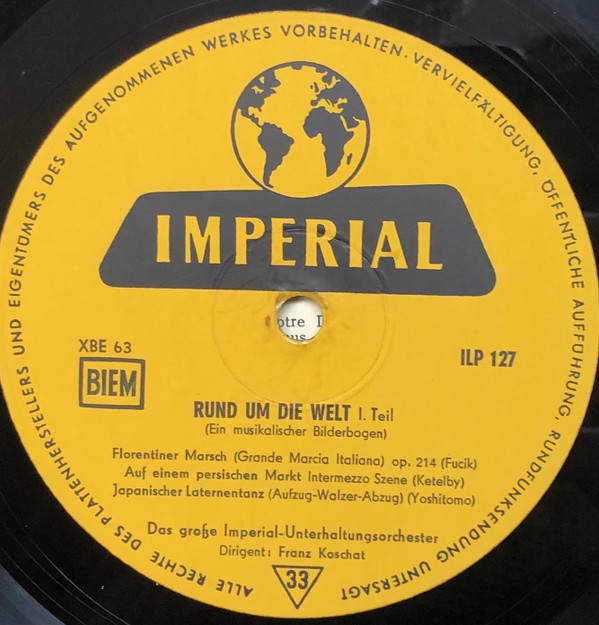 ALLE RECHTE DES PLATTENHERSTELLERS UND EIGENTÜMERS DES AUFGENOMMENEN WERKES VORBEHALTEN · VERVIELFÄLTIGUNG, ÖFFENTLICHE AUFFÜHRUNG, RUNDFUNKSENDUNG UNTERSAGT
IMPERIAL
otre
XBE 63
BIEM
ILP 127
RUND UM DIE WELT I. Teil
(Ein musikalischer Bilderbogen)
Florentiner Marsch (Grande Marcia Italiana) op. 214 (Fucik)
Auf einem persischen Markt Intermezzo Szene (Ketelby)
Japanischer Laternentanz (Aufzug-Walzer-Abzug) (Yoshitomo)
Das große Imperial-Unterhaltungsorchester
Dirigent: Franz Koschat
33